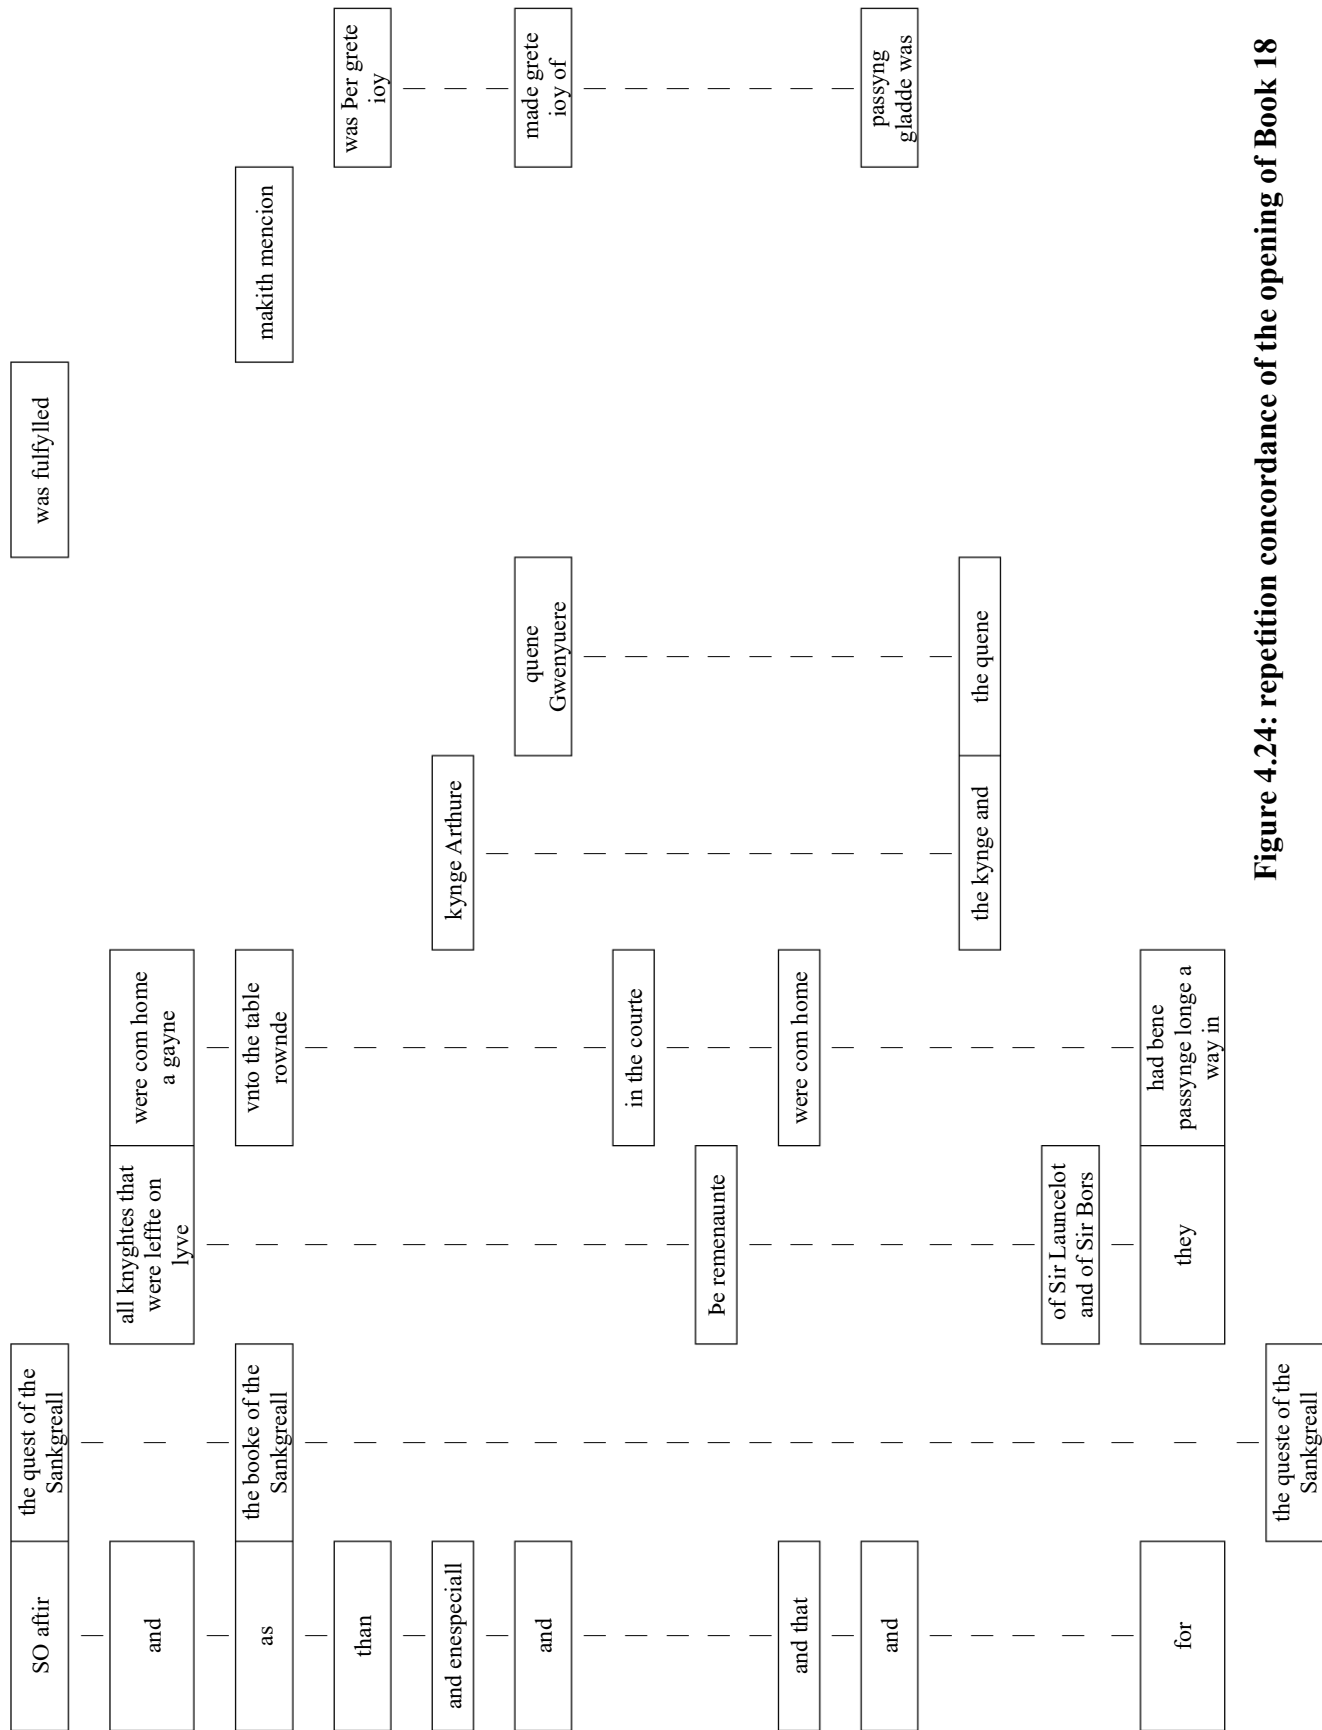 SO aftir
the quest of the
Sankgreall
was fulfylled
and
all knyghtes that
were leffte on
lyve
were com home
a gayne
as
the booke of the
Sankgreall
vnto the table
rownde
makith mencion
than
was Þer grete
ioy
and enespeciall
kynge Arthure
and
quene
Gwenyuere
made grete
ioy of
in the courte
Þe remenaunte
and that
were com home
and
passyng
gladde was
the kynge and
the quene
of Sir Launcelot
and of Sir Bors
for
they
had bene
passynge longe a
way in
the queste of the
Sankgreall
Figure 4.24: repetition concordance of the opening of Book 18